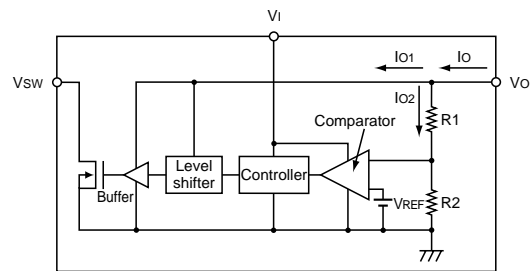 VI
IO1
IO
VSW
VO
IO2
Comparator
R1
Level
shifter
Controller
Buffer
VREF
R2